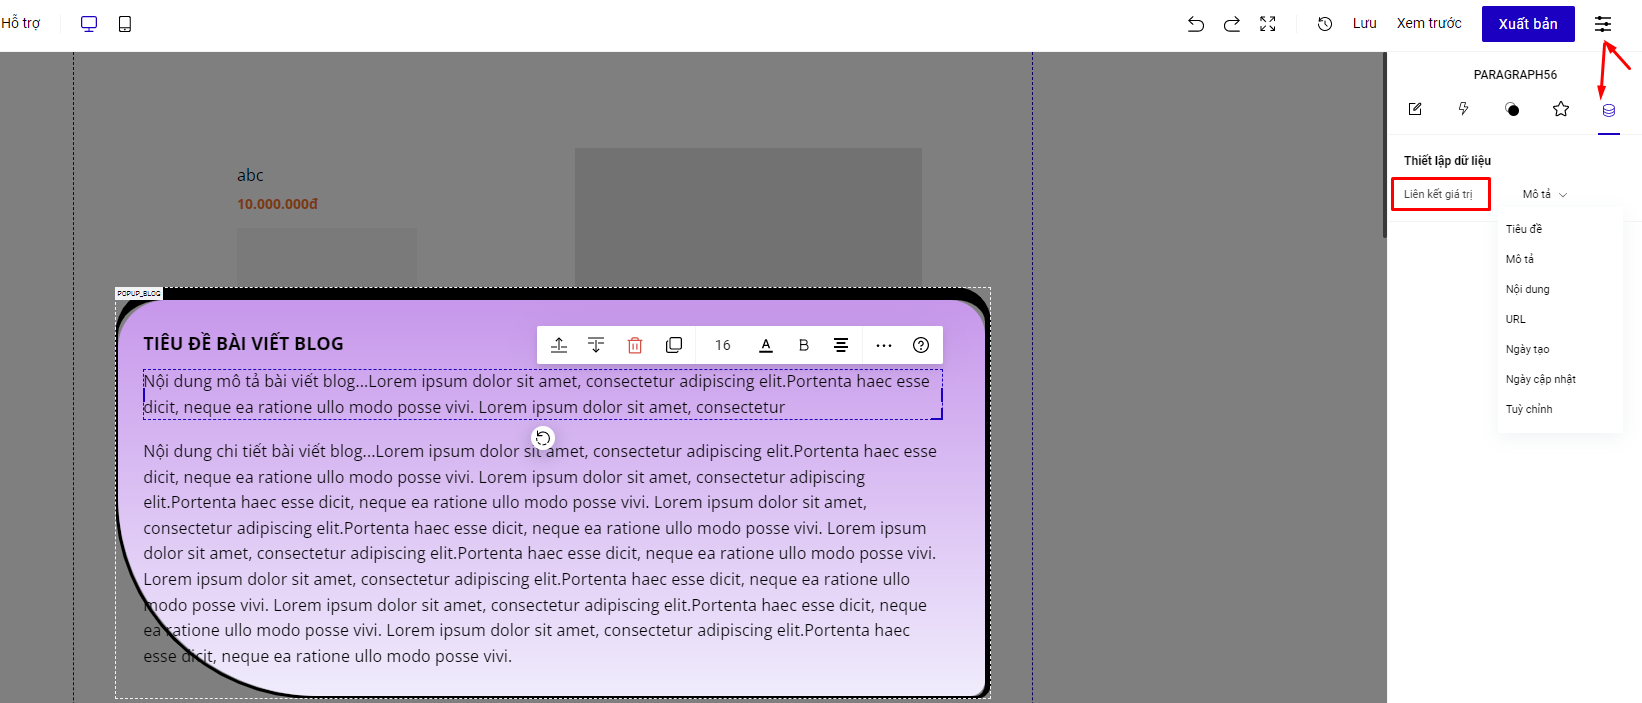 Hỗ trợ
Lưu
Xem trước
Xuất bản
PARAGRAPH56
Thiết lập dữ liệu
Liên kết giá trị
Mô tả
Tiêu đề
Mô tả
Nội dung
URL
Ngày tạo
Ngày cập nhật
Tuỳ chỉnh
abc
10.000.000đ
POPUP_BLOG
TIÊU ĐỀ BÀI VIẾT BLOG
16
A
B
Nội dung mô tả bài viết blog...Lorem ipsum dolor sit amet, consectetur adipiscing elit.Portenta haec esse
dicit, neque ea ratione ullo modo posse vivi. Lorem ipsum dolor sit amet, consectetur
Nội dung chi tiết bài viết blog...Lorem ipsum dolor sit amet, consectetur adipiscing elit.Portenta haec esse
dicit, neque ea ratione ullo modo posse vivi. Lorem ipsum dolor sit amet, consectetur adipiscing
elit.Portenta haec esse dicit, neque ea ratione ullo modo posse vivi. Lorem ipsum dolor sit amet,
consectetur adipiscing elit.Portenta haec esse dicit, neque ea ratione ullo modo posse vivi. Lorem ipsum
dolor sit amet, consectetur adipiscing elit.Portenta haec esse dicit, neque ea ratione ullo modo posse vivi.
Lorem ipsum dolor sit amet, consectetur adipiscing elit.Portenta haec esse dicit, neque ea ratione ullo
modo posse vivi. Lorem ipsum dolor sit amet, consectetur adipiscing elit.Portenta haec esse dicit, neque
ea ratione ullo modo posse vivi. Lorem ipsum dolor sit amet, consectetur adipiscing elit.Portenta haec
esse dicit, neque ea ratione ullo modo posse vivi.